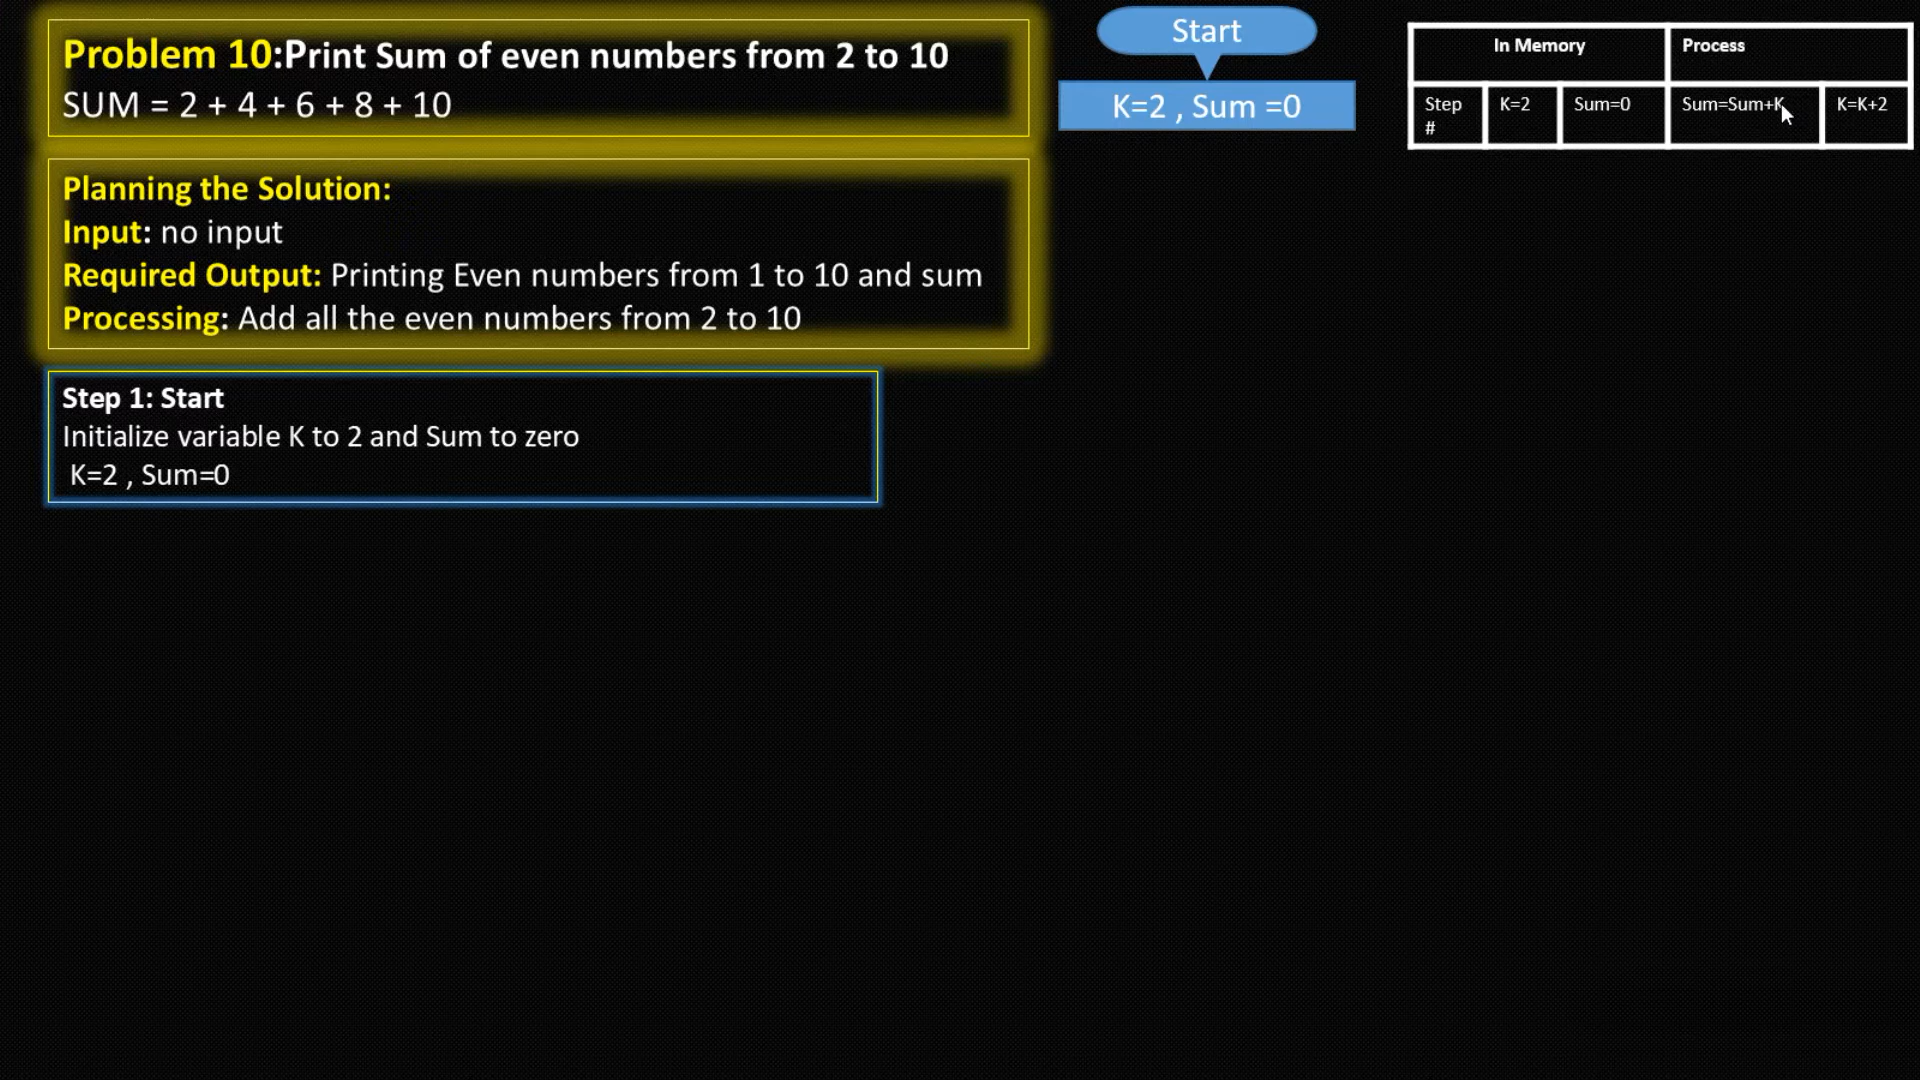 Problem 10:Print Sum of even numbers from 2 to 10
SUM = 2 + 4 + 6 + 8 + 10
Planning the Solution:
Input: no input
Required Output: Printing Even numbers from 1 to 10 and sum
Processing: Add all the even numbers from 2 to 10
Step 1: Start
Initialize variable K to 2 and Sum to zero
K=2 , Sum=0
Start
K=2 , Sum =0
In Memory Process
Step K=2 Sum=0 Sum=Sum+K K=K+2
#